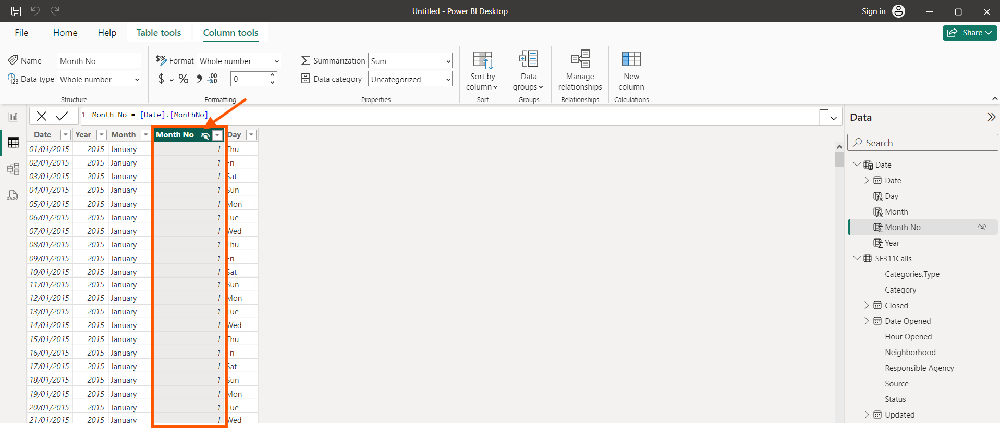 Untitled - Power BI Desktop
Sign in
File
Home
Help
Table tools
Column tools
Share
Name
Month No
Data type
Whole number
Structure
Format
Whole number
$
%
,
.00
0
Formatting
Summarization
Sum
Data category
Uncategorized
Properties
Sort by
column
Sort
Data
groups
Groups
Manage
relationships
Relationships
New
column
Calculations
1 Month No = [Date].[MonthNo]
Date Year Month Month No Day
01/01/2015 2015 January 1 Thu
02/01/2015 2015 January 1 Fri
03/01/2015 2015 January 1 Sat
04/01/2015 2015 January 1 Sun
05/01/2015 2015 January 1 Mon
06/01/2015 2015 January 1 Tue
07/01/2015 2015 January 1 Wed
08/01/2015 2015 January 1 Thu
09/01/2015 2015 January 1 Fri
10/01/2015 2015 January 1 Sat
11/01/2015 2015 January 1 Sun
12/01/2015 2015 January 1 Mon
13/01/2015 2015 January 1 Tue
14/01/2015 2015 January 1 Wed
15/01/2015 2015 January 1 Thu
16/01/2015 2015 January 1 Fri
17/01/2015 2015 January 1 Sat
18/01/2015 2015 January 1 Sun
19/01/2015 2015 January 1 Mon
20/01/2015 2015 January 1 Tue
21/01/2015 2015 January 1 Wed
DAX
Data
Search
Date
Date
Day
Month
Month No
Year
SF311Calls
Categories.Type
Category
Closed
Date Opened
Hour Opened
Neighborhood
Responsible Agency
Source
Status
Updated